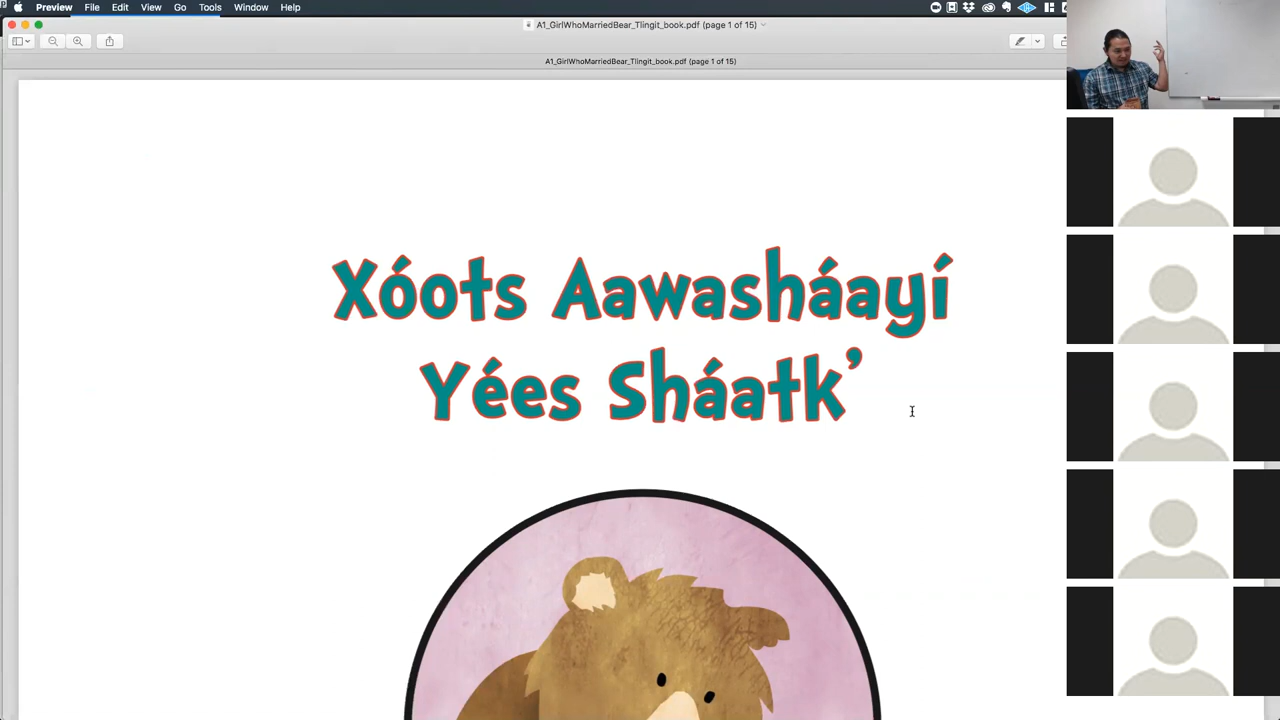 Preview File Edit View Go Tools Window Help
A1_GirlWhoMarriedBear_Tlingit_book.pdf (page 1 of 15)
A1_GirlWhoMarriedBear_Tlingit_book.pdf (page 1 of 15)
Xóots Aawasháayí
Yées Sháatk’